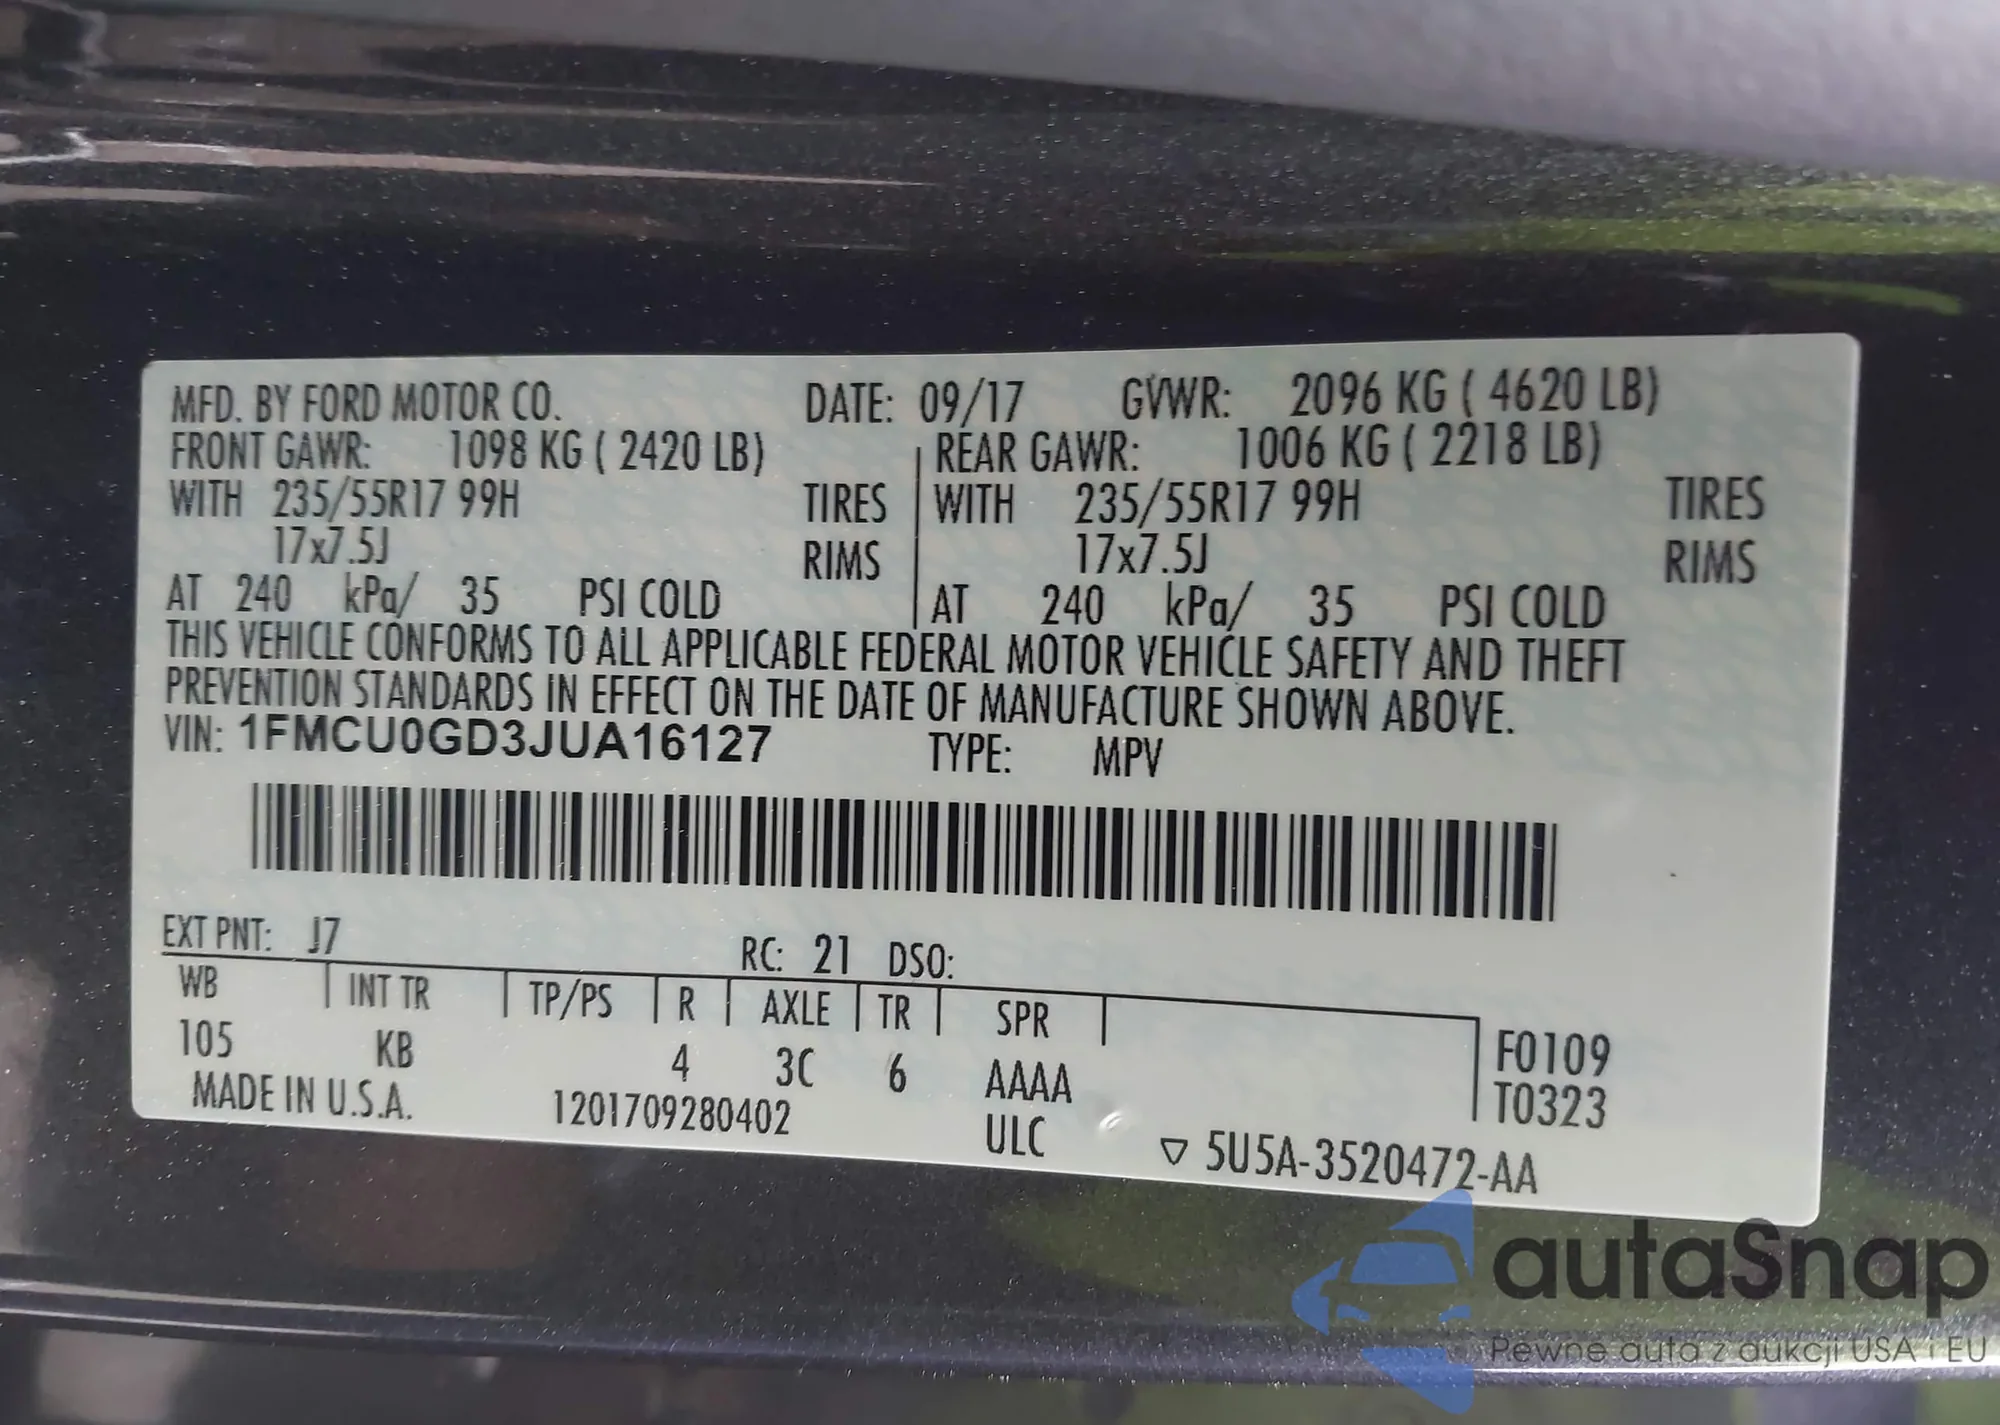 MFD. BY FORD MOTOR CO. DATE: 09/17 GVWR: 2096 KG ( 4620 LB)
FRONT GAWR: 1098 KG ( 2420 LB) REAR GAWR: 1006 KG ( 2218 LB)
WITH 235/55R17 99H TIRES WITH 235/55R17 99H TIRES
17x7.5J RIMS 17x7.5J RIMS
AT 240 kPa/ 35 PSI COLD AT 240 kPa/ 35 PSI COLD
THIS VEHICLE CONFORMS TO ALL APPLICABLE FEDERAL MOTOR VEHICLE SAFETY AND THEFT
PREVENTION STANDARDS IN EFFECT ON THE DATE OF MANUFACTURE SHOWN ABOVE.
VIN: 1FMCU0GD3JUA16127 TYPE: MPV
EXT PNT: J7 RC: 21 DSO:
WB INT TR TP/PS R AXLE TR SPR
105 KB 4 3C 6 AAAA F0109
MADE IN U.S.A. 1201709280402 ULC T0323
▽ 5U5A-3520472-AA
autaSnap
Pewne auta z aukcji USA i EU